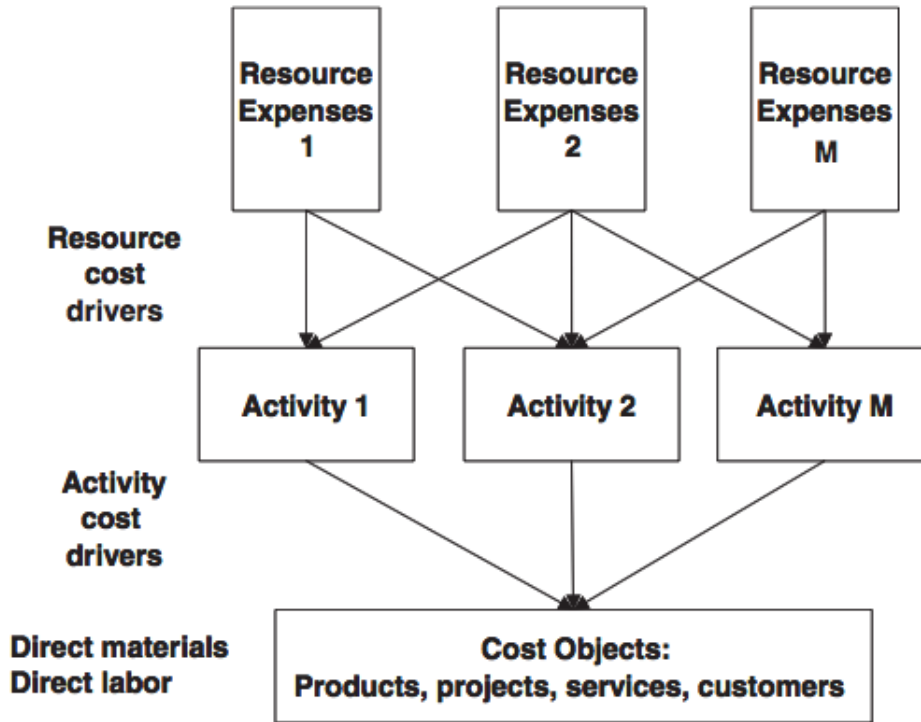 Resource
Expenses
1
Resource
Expenses
2
Resource
Expenses
M
Resource
cost
drivers
Activity 1
Activity 2
Activity M
Activity
cost
drivers
Direct materials
Direct labor
Cost Objects:
Products, projects, services, customers